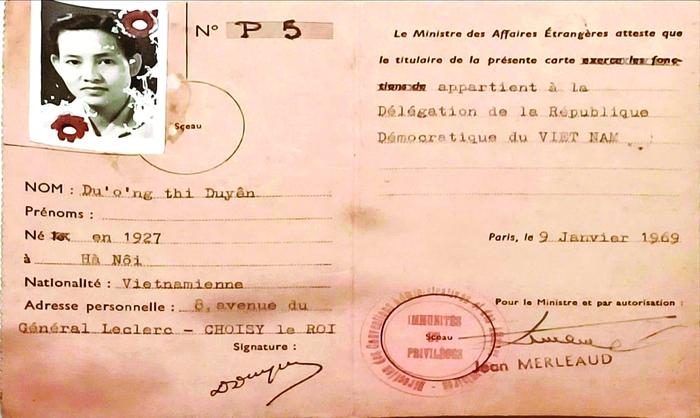 N° P 5
Sceau
NOM : Du'o'ng thi Duyên
Prénoms :
Né en 1927
à Hà Nôi
Nationalité : Vietnamienne
Adresse personnelle : 8, avenue du
Général Leclerc - CHOISY le ROI
Signature :
Le Ministre des Affaires Étrangères atteste que
le titulaire de la présente carte exerce les fonc-
tions de appartient à la
Délégation de la République
Démocratique du VIET NAM
Paris, le 9 Janvier 1969
Pour le Ministre et par autorisation :
IMMUNITÉS
Sceau
PRIVILÈGES
Jean MERLEAUD